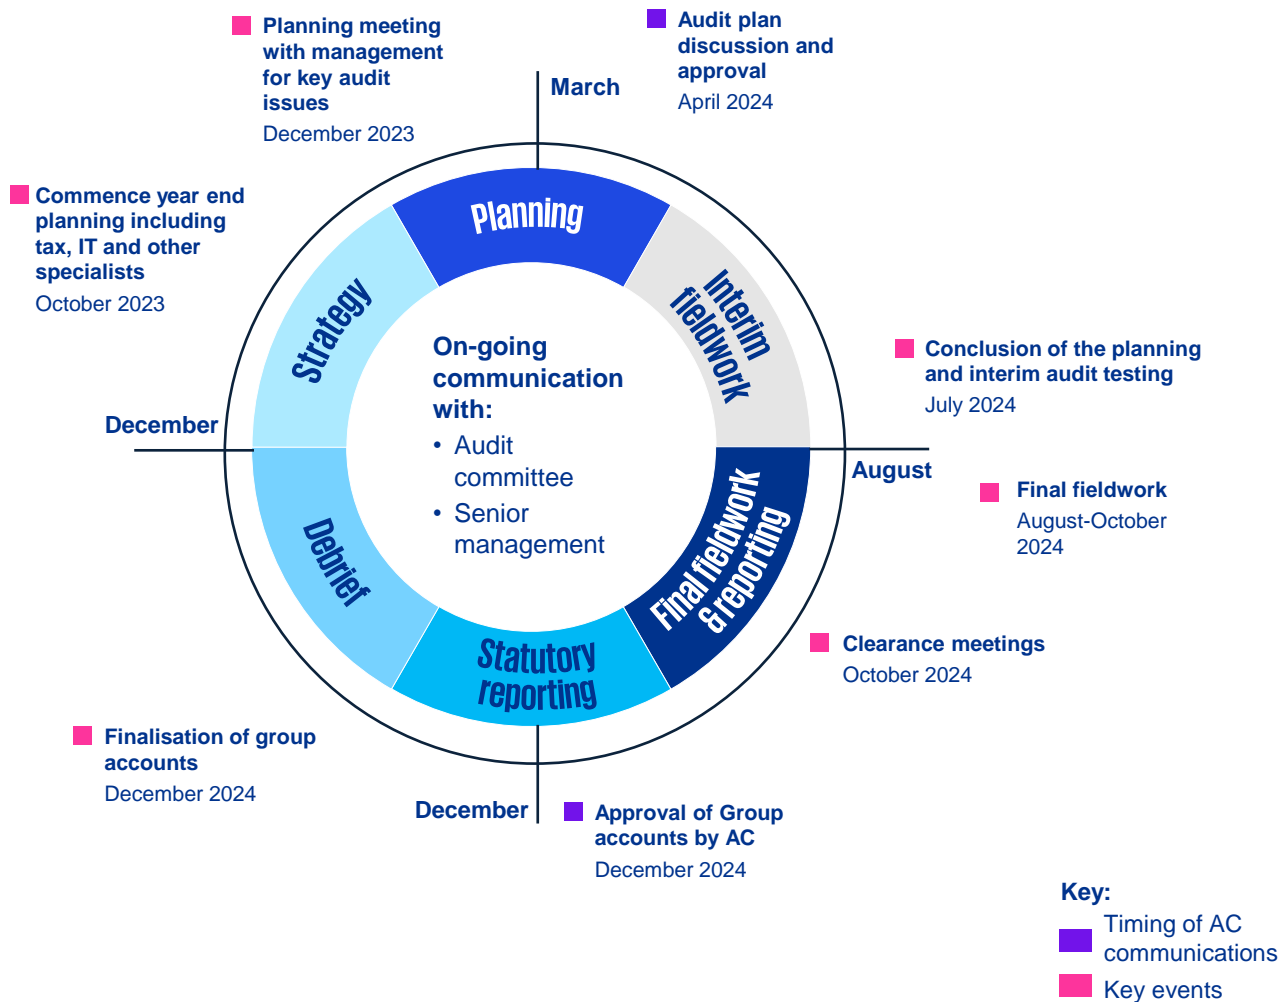 Planning meeting
with management
for key audit
issues
December 2023
March
Audit plan
discussion and
approval
April 2024
Commence year end
planning including
tax, IT and other
specialists
October 2023
Planning
Strategy
Interim
fieldwork
On-going
communication
with:
• Audit
committee
• Senior
management
Conclusion of the planning
and interim audit testing
July 2024
December
August
Final fieldwork
August-October
2024
Debrief
Final fieldwork
& reporting
Statutory
reporting
Clearance meetings
October 2024
Finalisation of group
accounts
December 2024
December
Approval of Group
accounts by AC
December 2024
Key:
Timing of AC
communications
Key events